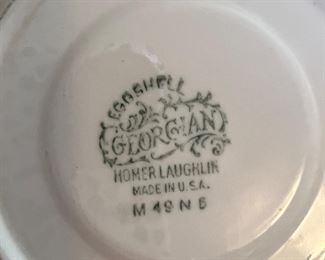 EGGSHELL
GEORGIAN
HOMER LAUGHLIN
MADE IN U.S.A.
M 49 N 5